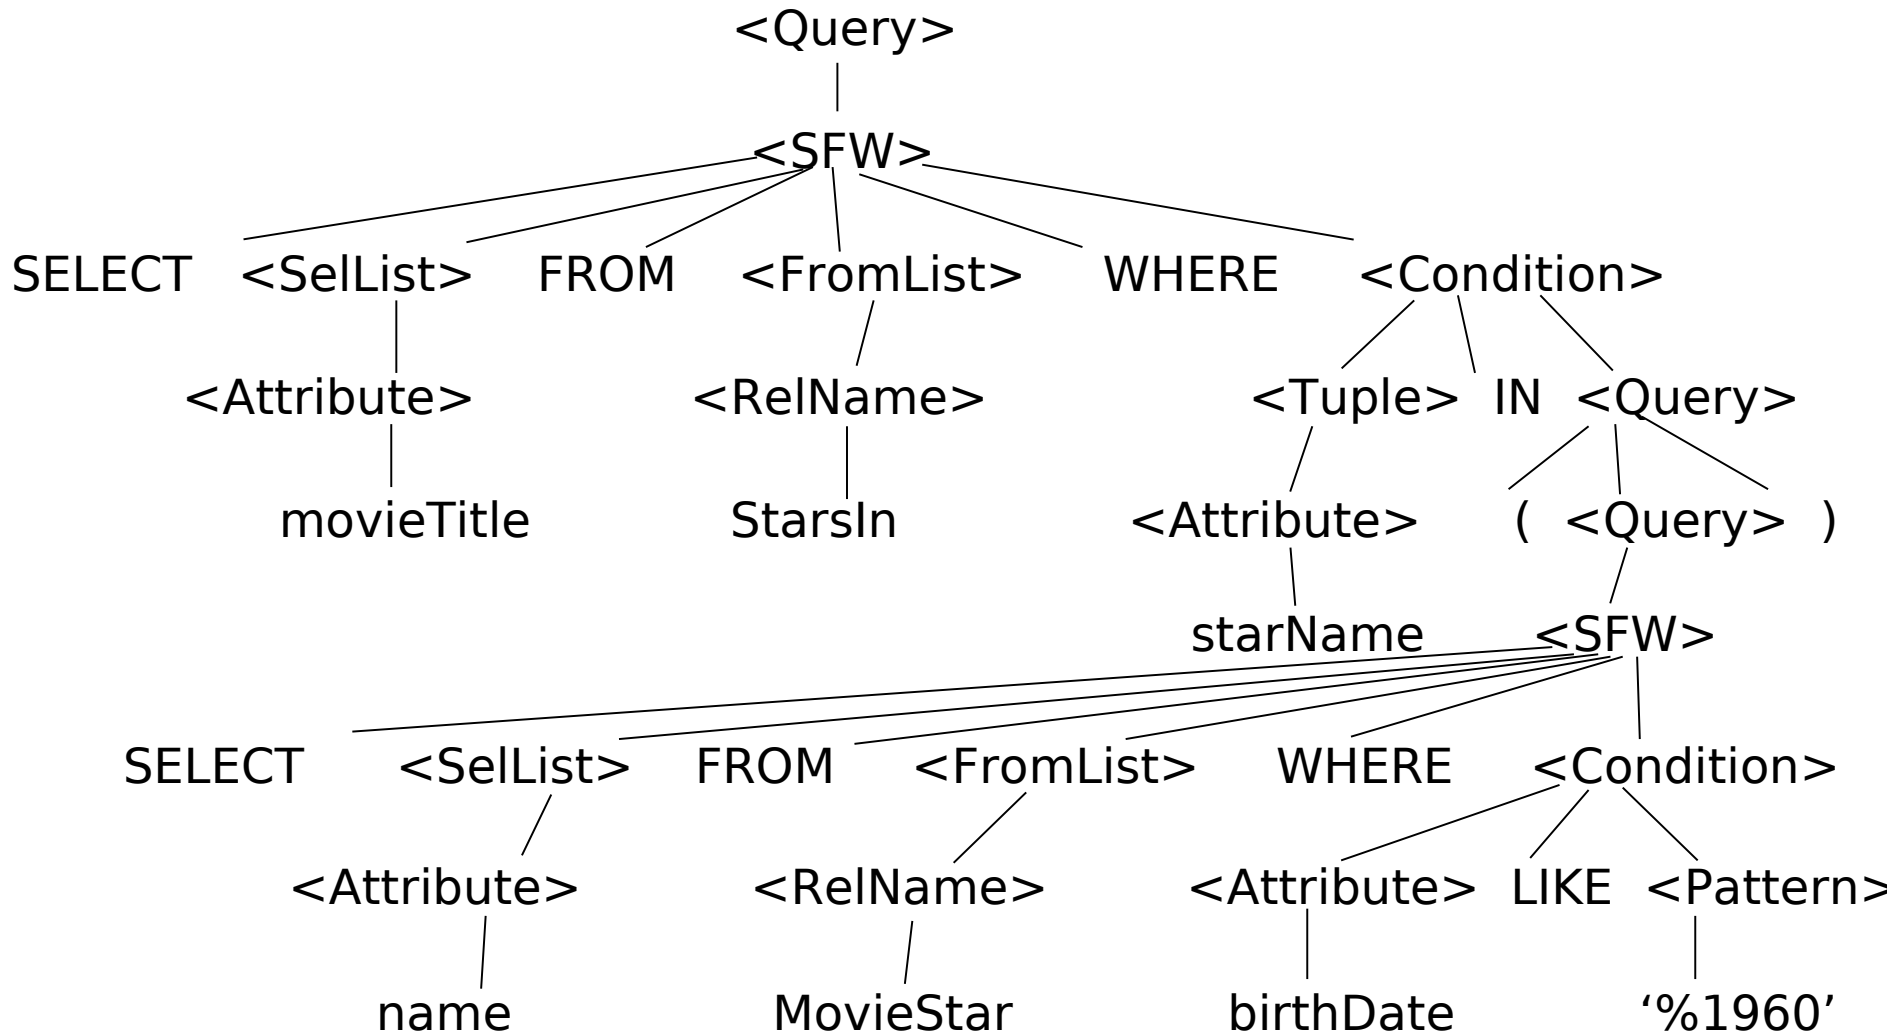 <Query>
<SFW>
SELECT <SelList> FROM <FromList> WHERE <Condition>
<Attribute> <RelName> <Tuple> IN <Query>
movieTitle StarsIn <Attribute> ( <Query> )
starName <SFW>
SELECT <SelList> FROM <FromList> WHERE <Condition>
<Attribute> <RelName> <Attribute> LIKE <Pattern>
name MovieStar birthDate ‘%1960’